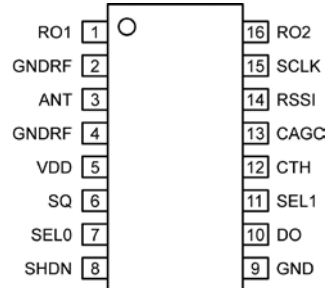 RO1 1 16 RO2
GNDRF 2 15 SCLK
ANT 3 14 RSSI
GNDRF 4 13 CAGC
VDD 5 12 CTH
SQ 6 11 SEL1
SEL0 7 10 DO
SHDN 8 9 GND